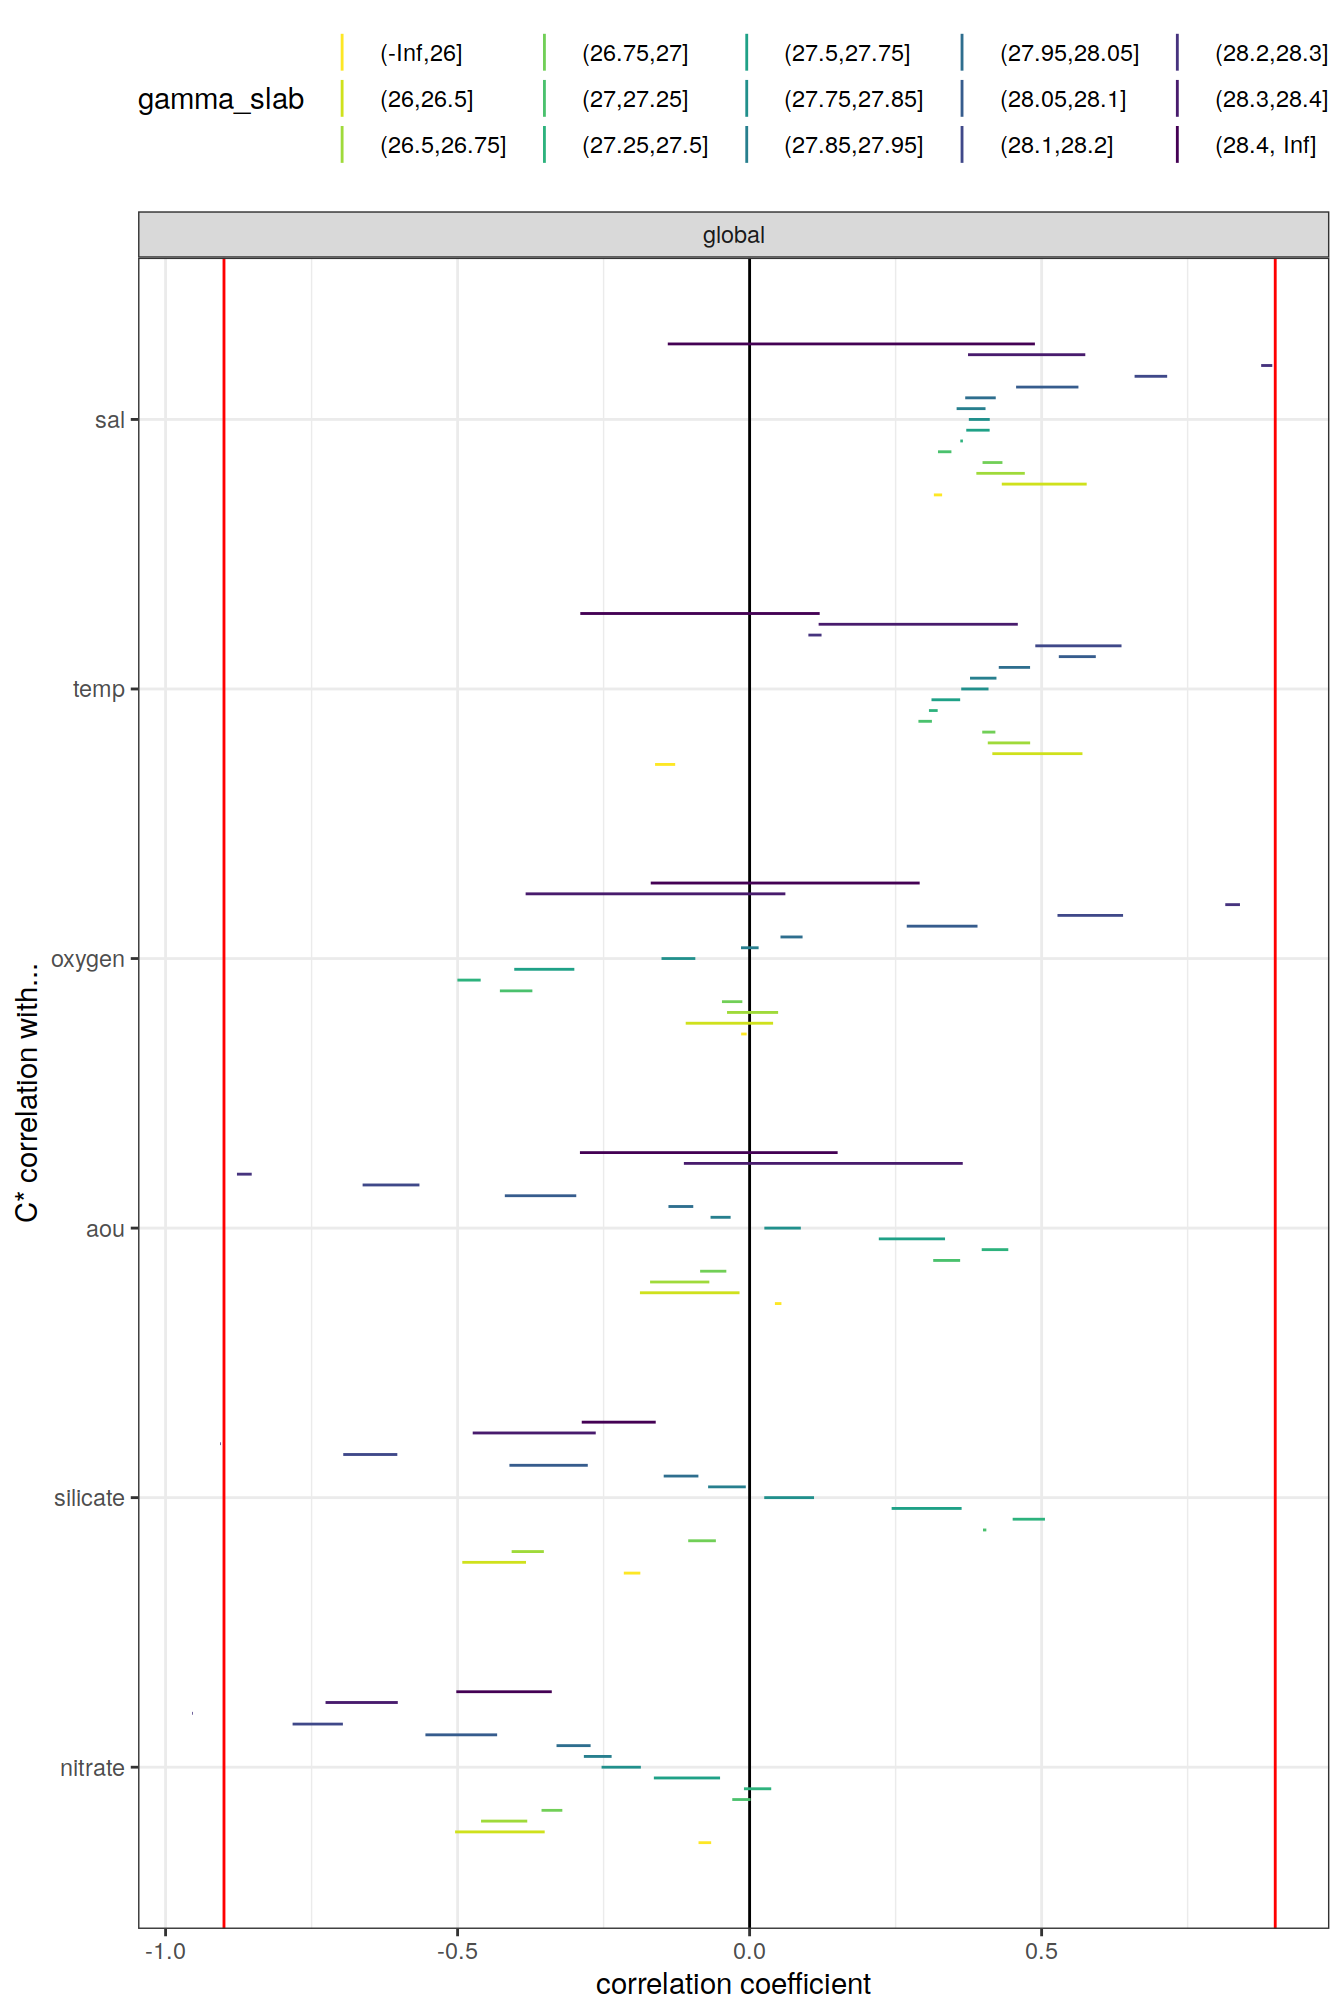 gamma_slab
(-Inf,26] (26.75,27] (27.5,27.75] (27.95,28.05] (28.2,28.3]
(26,26.5] (27,27.25] (27.75,27.85] (28.05,28.1] (28.3,28.4]
(26.5,26.75] (27.25,27.5] (27.85,27.95] (28.1,28.2] (28.4, Inf]
global
C* correlation with...
sal
temp
oxygen
aou
silicate
nitrate
-1.0 -0.5 0.0 0.5
correlation coefficient